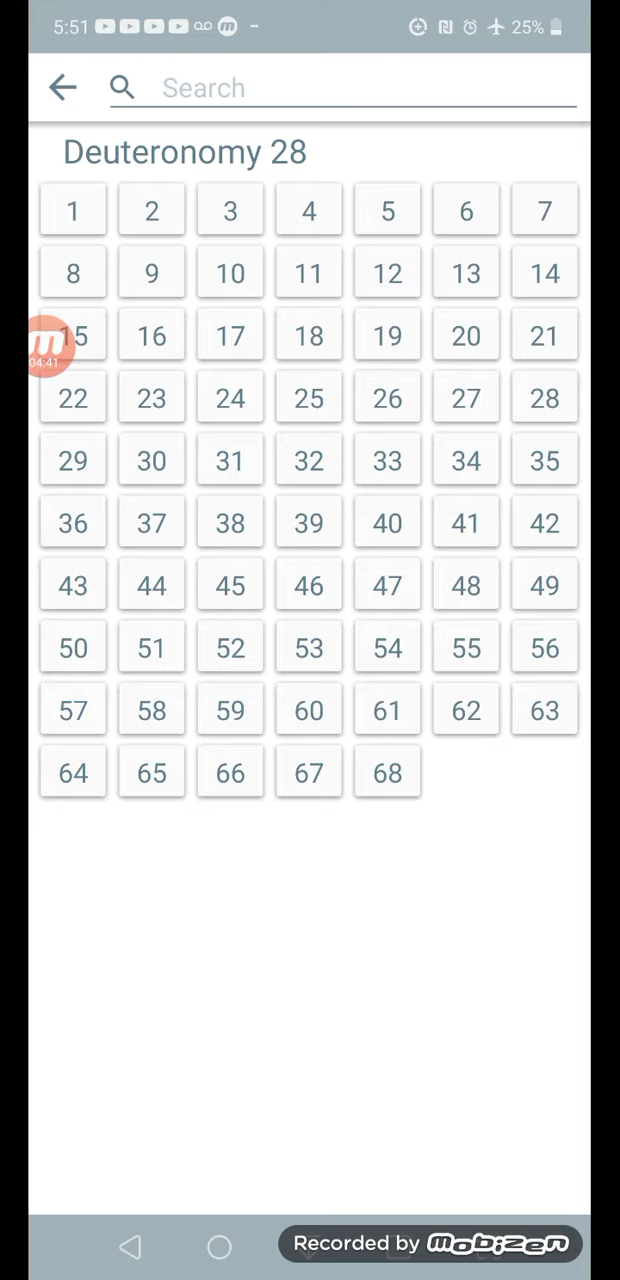 5:51 25%
Search
Deuteronomy 28
1 2 3 4 5 6 7
8 9 10 11 12 13 14
15 16 17 18 19 20 21
m
04:41
22 23 24 25 26 27 28
29 30 31 32 33 34 35
36 37 38 39 40 41 42
43 44 45 46 47 48 49
50 51 52 53 54 55 56
57 58 59 60 61 62 63
64 65 66 67 68
Recorded by Mobizen